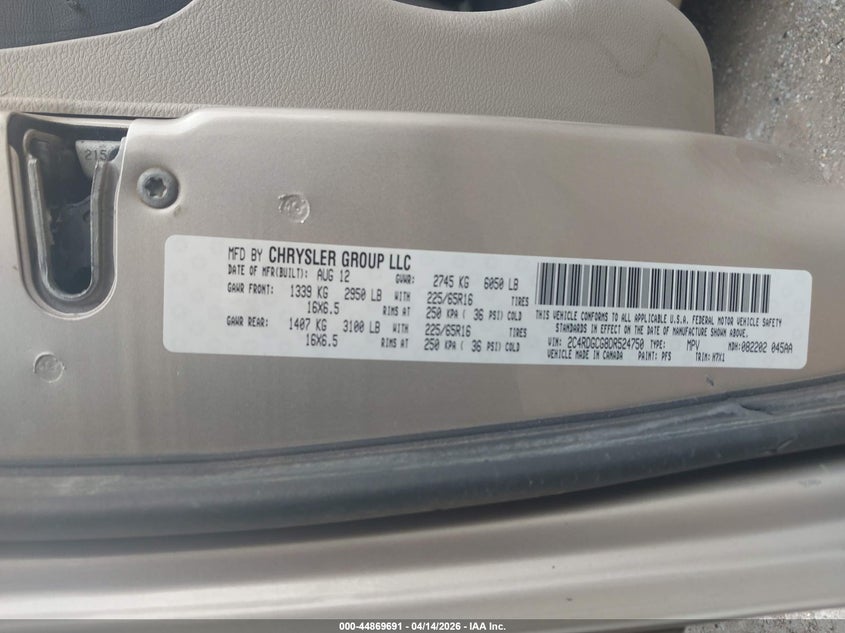 215
MFD BY CHRYSLER GROUP LLC
DATE OF MFR(BUILT): AUG 12 GVWR: 2745 KG 6050 LB
GAWR FRONT: 1339 KG 2950 LB WITH 225/65R16 TIRES
16X6.5 RIMS AT 250 KPA ( 36 PSI) COLD
GAWR REAR: 1407 KG 3100 LB WITH 225/65R16 TIRES
16X6.5 RIMS AT 250 KPA ( 36 PSI) COLD
THIS VEHICLE CONFORMS TO ALL APPLICABLE U.S.A. FEDERAL MOTOR VEHICLE SAFETY
STANDARDS IN EFFECT ON THE DATE OF MANUFACTURE SHOWN ABOVE.
VIN: 2C4RDGCG8DR524750 TYPE: MPV MDH: 082202 045AA
VEHICLE MADE IN CANADA PAINT: PFS TRIM: H7X1
000-44869691 - 04/14/2026 - IAA Inc.